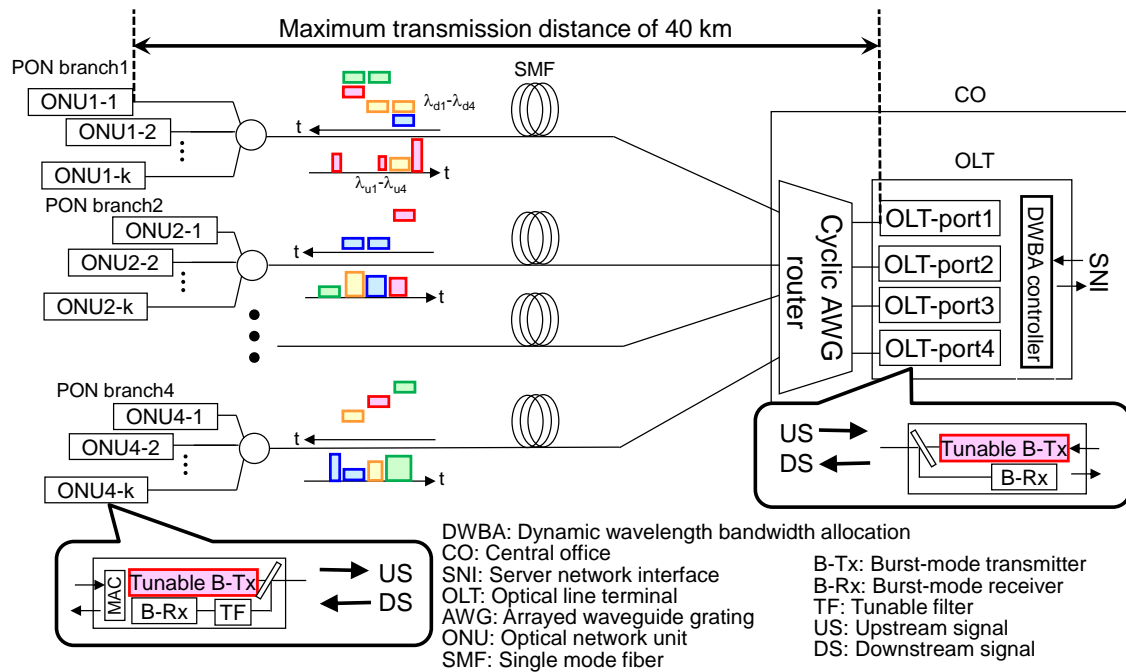 Maximum transmission distance of 40 km
PON branch1
SMF
CO
ONU1-1
λd1-λd4
ONU1-2
t
OLT
ONU1-k
t
λu1-λu4
PON branch2
ONU2-1
ONU2-2
t
ONU2-k
t
Cyclic AWG
router
OLT-port1
OLT-port2
OLT-port3
OLT-port4
DWBA
controller
SNI
PON branch4
ONU4-1
ONU4-2
t
ONU4-k
t
US
DS
Tunable B-Tx
B-Rx
MAC
Tunable B-Tx
B-Rx
TF
US
DS
DWBA: Dynamic wavelength bandwidth allocation
CO: Central office
SNI: Server network interface
OLT: Optical line terminal
AWG: Arrayed waveguide grating
ONU: Optical network unit
SMF: Single mode fiber
B-Tx: Burst-mode transmitter
B-Rx: Burst-mode receiver
TF: Tunable filter
US: Upstream signal
DS: Downstream signal